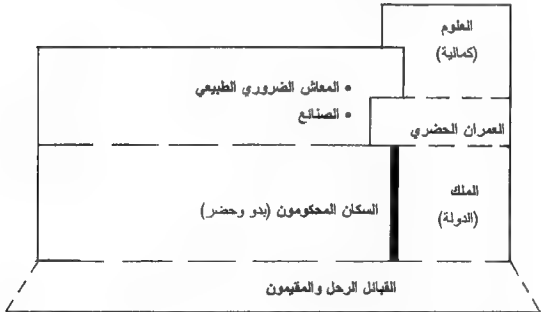 العلوم
(كمالية)
• المعاش الضروري الطبيعي
• الصنائع
العمران الحضري
الملك
(الدولة)
السكان المحكومون (بدو وحضر)
القبائل الرحل والمقيمون